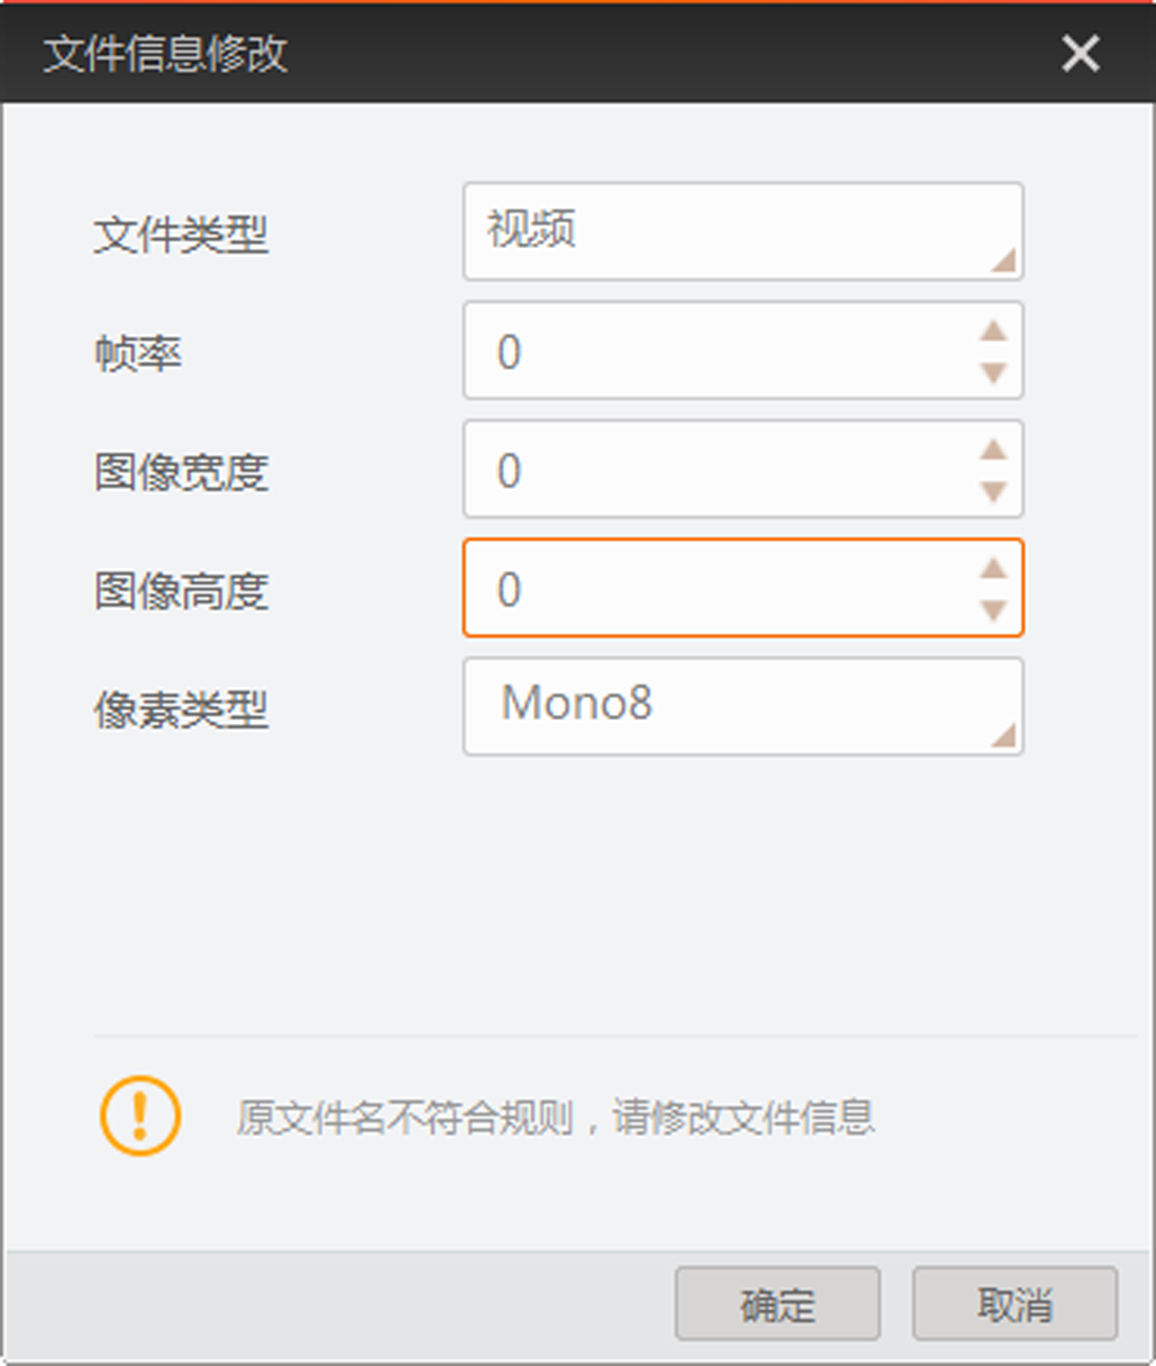 文件信息修改
文件类型 视频
帧率 0
图像宽度 0
图像高度 0
像素类型 Mono8
原文件名不符合规则，请修改文件信息
确定 取消